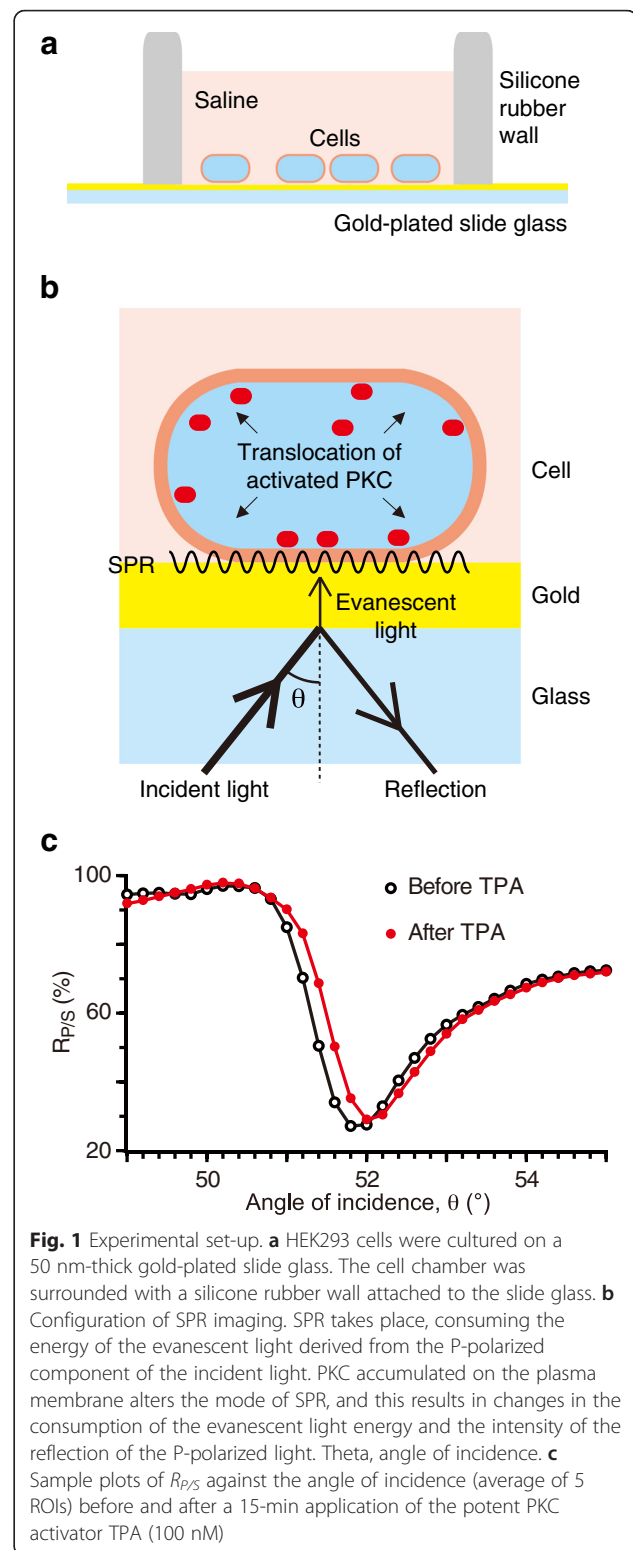 a
Saline
Silicone
rubber
wall
Cells
Gold-plated slide glass
b
Translocation of
activated PKC
Cell
SPR
Evanescent
light
Gold
θ
Glass
Incident light
Reflection
c
100
60
20
R_{P/S} (%)
Before TPA
After TPA
50
52
54
Angle of incidence, θ (°)
Fig. 1 Experimental set-up. a HEK293 cells were cultured on a
50 nm-thick gold-plated slide glass. The cell chamber was
surrounded with a silicone rubber wall attached to the slide glass. b
Configuration of SPR imaging. SPR takes place, consuming the
energy of the evanescent light derived from the P-polarized
component of the incident light. PKC accumulated on the plasma
membrane alters the mode of SPR, and this results in changes in the
consumption of the evanescent light energy and the intensity of the
reflection of the P-polarized light. Theta, angle of incidence. c
Sample plots of R_{P/S} against the angle of incidence (average of 5
ROIs) before and after a 15-min application of the potent PKC
activator TPA (100 nM)